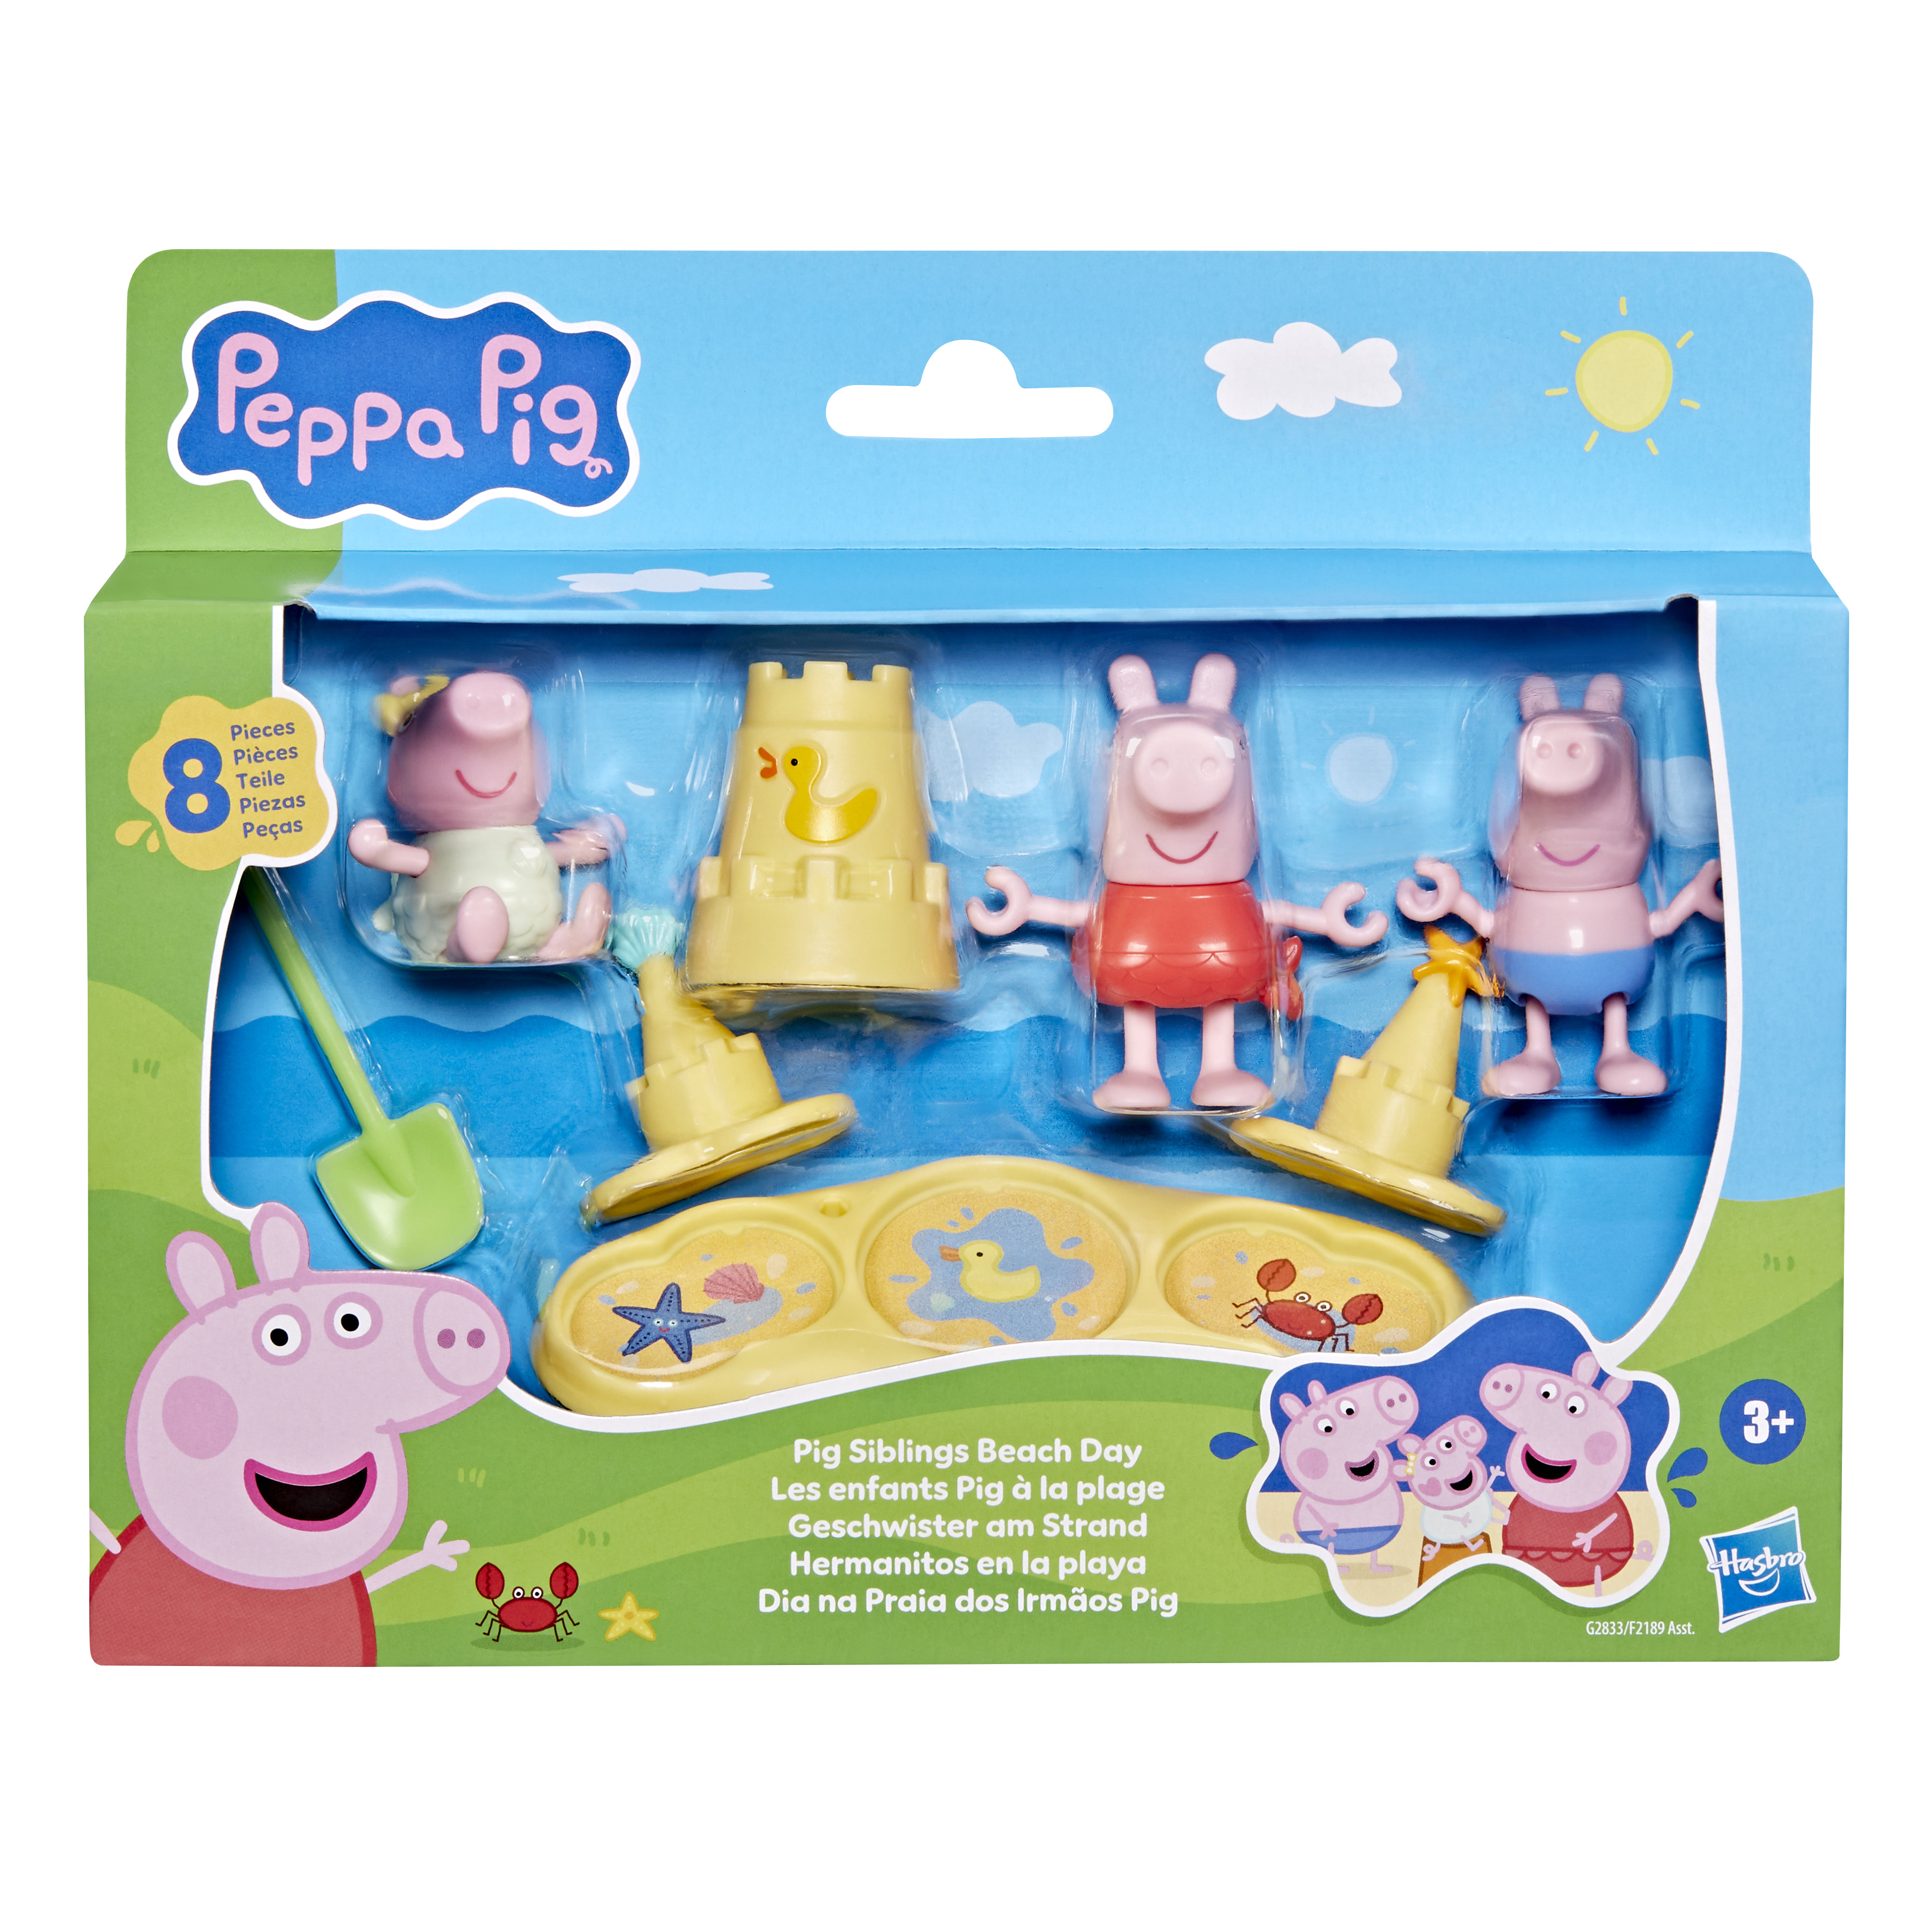 Peppa Pig
8
Pieces
Pièces
Teile
Piezas
Peças
Pig Siblings Beach Day
Les enfants Pig à la plage
Geschwister am Strand
Hermanitos en la playa
Dia na Praia dos Irmãos Pig
3+
Hasbro
G2833/F2189 Asst.